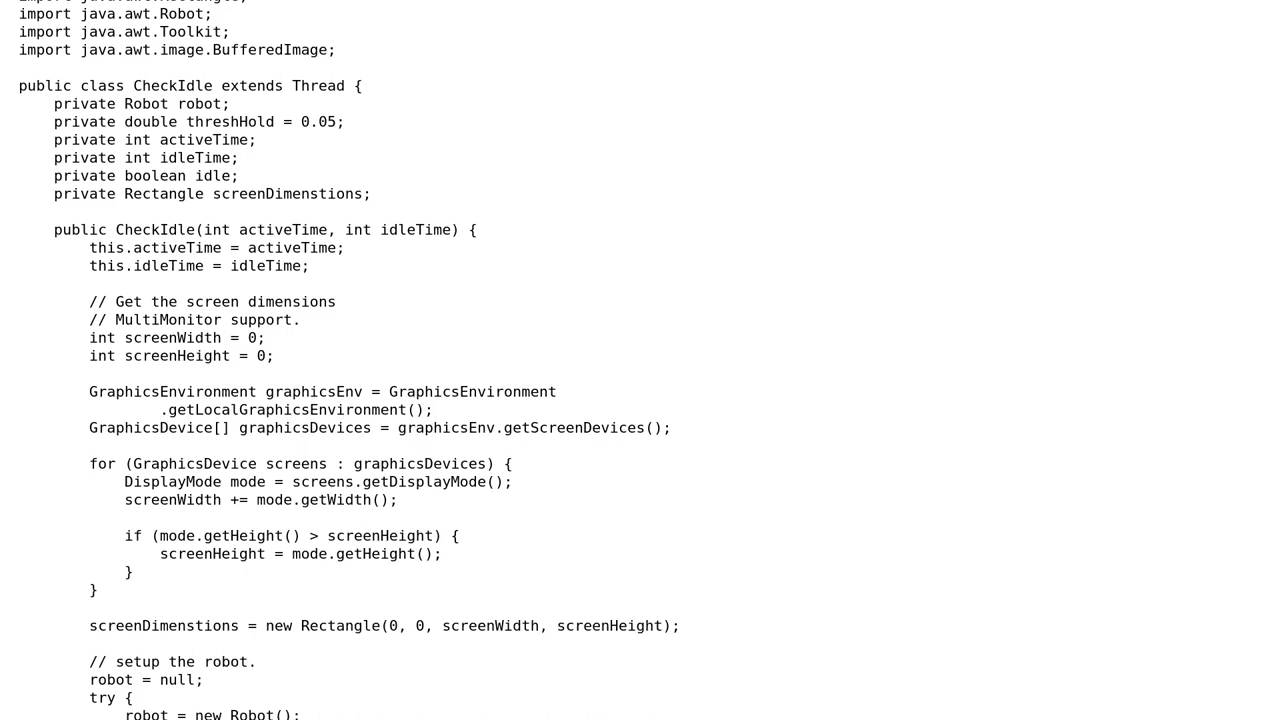 import java.awt.Rectangle;
import java.awt.Robot;
import java.awt.Toolkit;
import java.awt.image.BufferedImage;

public class CheckIdle extends Thread {
    private Robot robot;
    private double threshHold = 0.05;
    private int activeTime;
    private int idleTime;
    private boolean idle;
    private Rectangle screenDimenstions;

    public CheckIdle(int activeTime, int idleTime) {
        this.activeTime = activeTime;
        this.idleTime = idleTime;

        // Get the screen dimensions
        // MultiMonitor support.
        int screenWidth = 0;
        int screenHeight = 0;

        GraphicsEnvironment graphicsEnv = GraphicsEnvironment
                .getLocalGraphicsEnvironment();
        GraphicsDevice[] graphicsDevices = graphicsEnv.getScreenDevices();

        for (GraphicsDevice screens : graphicsDevices) {
            DisplayMode mode = screens.getDisplayMode();
            screenWidth += mode.getWidth();

            if (mode.getHeight() > screenHeight) {
                screenHeight = mode.getHeight();
            }
        }

        screenDimenstions = new Rectangle(0, 0, screenWidth, screenHeight);

        // setup the robot.
        robot = null;
        try {
            robot = new Robot();